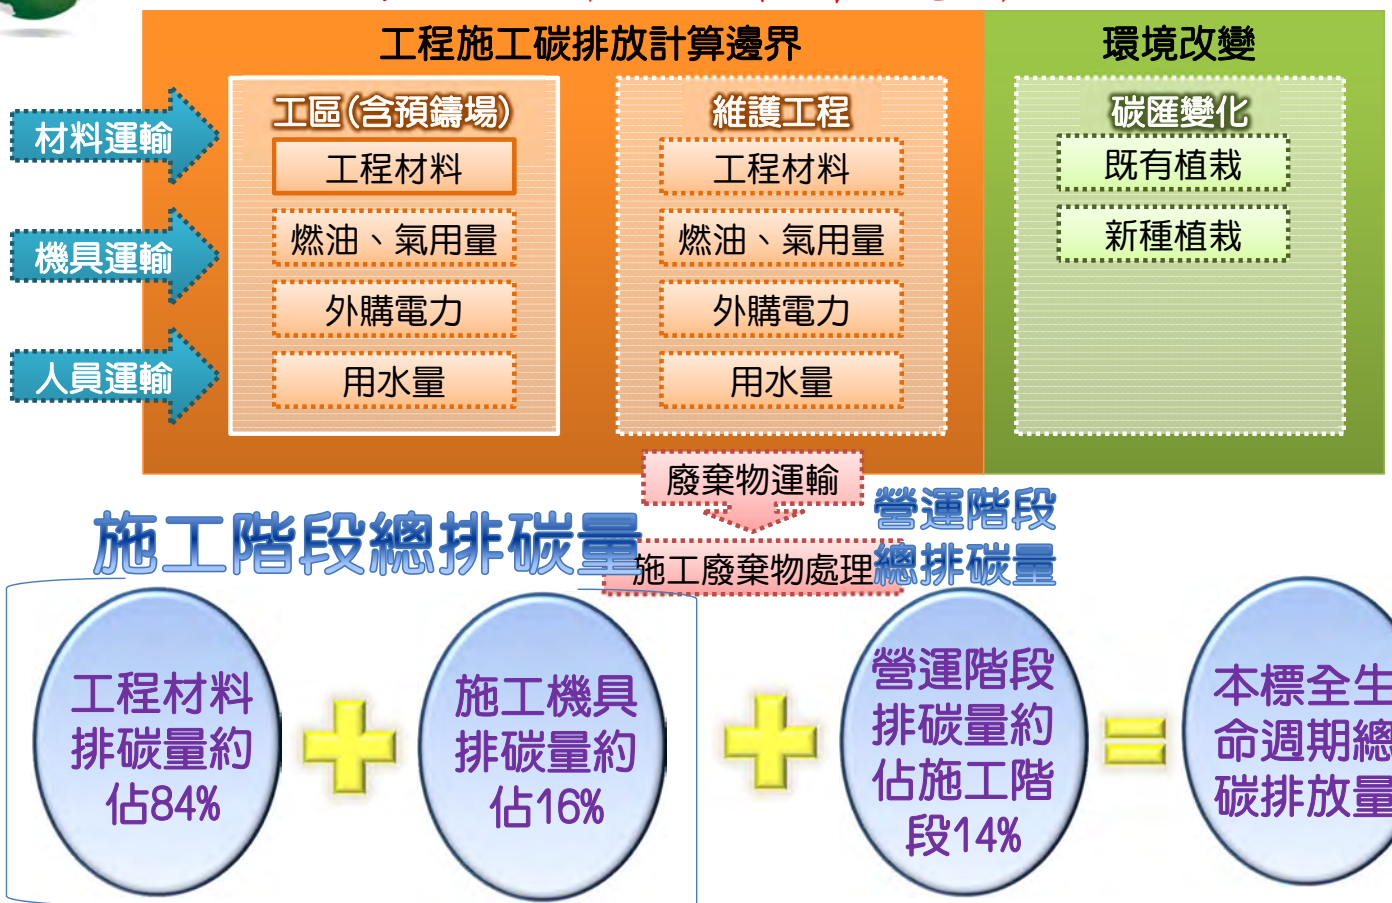 工程施工碳排放計算邊界
環境改變
材料運輸
機具運輸
人員運輸
工區(含預鑄場)
工程材料
燃油、氣用量
外購電力
用水量
維護工程
工程材料
燃油、氣用量
外購電力
用水量
碳匯變化
既有植栽
新種植栽
廢棄物運輸
施工廢棄物處理
施工階段總排碳量
營運階段
總排碳量
工程材料
排碳量約
佔84%
施工機具
排碳量約
佔16%
營運階段
排碳量約
佔施工階
段14%
本標全生
命週期總
碳排放量